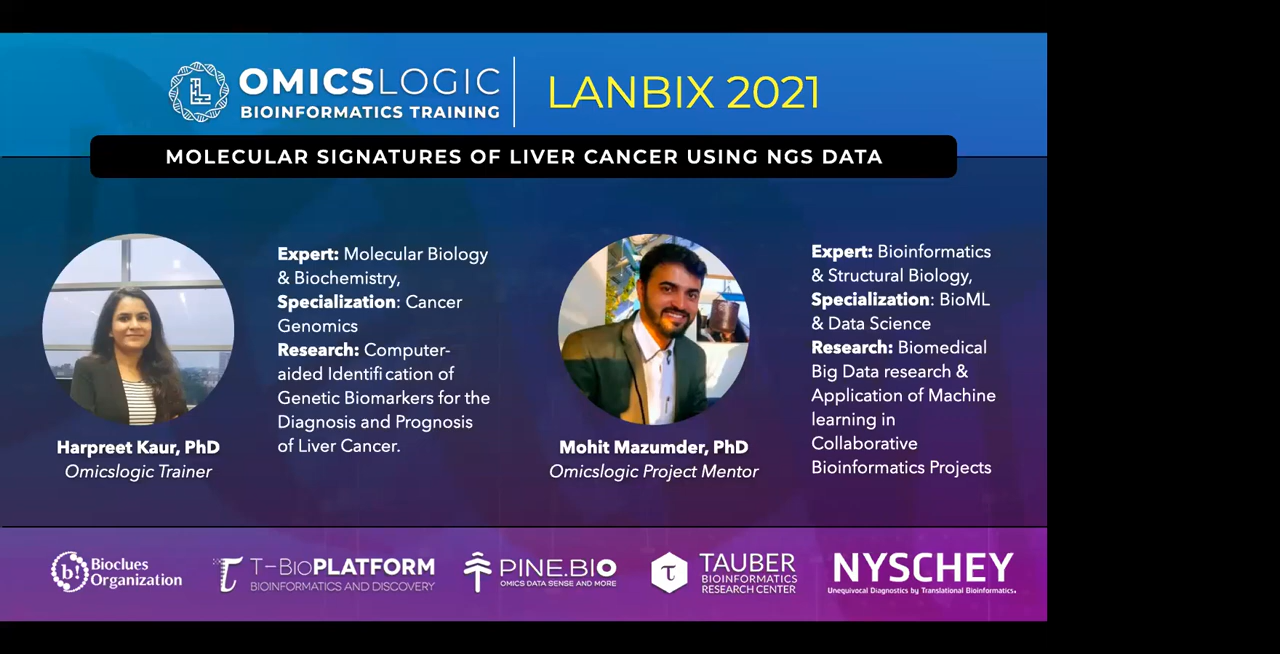 OMICSLOGIC
BIOINFORMATICS TRAINING
LANBIX 2021
MOLECULAR SIGNATURES OF LIVER CANCER USING NGS DATA
Harpreet Kaur, PhD
Omicslogic Trainer
Expert: Molecular Biology
& Biochemistry,
Specialization: Cancer
Genomics
Research: Computer-
aided Identification of
Genetic Biomarkers for the
Diagnosis and Prognosis
of Liver Cancer.
Mohit Mazumder, PhD
Omicslogic Project Mentor
Expert: Bioinformatics
& Structural Biology,
Specialization: BioML
& Data Science
Research: Biomedical
Big Data research &
Application of Machine
learning in
Collaborative
Bioinformatics Projects
b!
Bioclues
Organization
T-BioPLATFORM
BIOINFORMATICS AND DISCOVERY
PINE.BIO
OMICS DATA SENSE AND MORE
TAUBER
BIOINFORMATICS
RESEARCH CENTER
NYSCHEY
Unequivocal Diagnostics by Translational Bioinformatics.